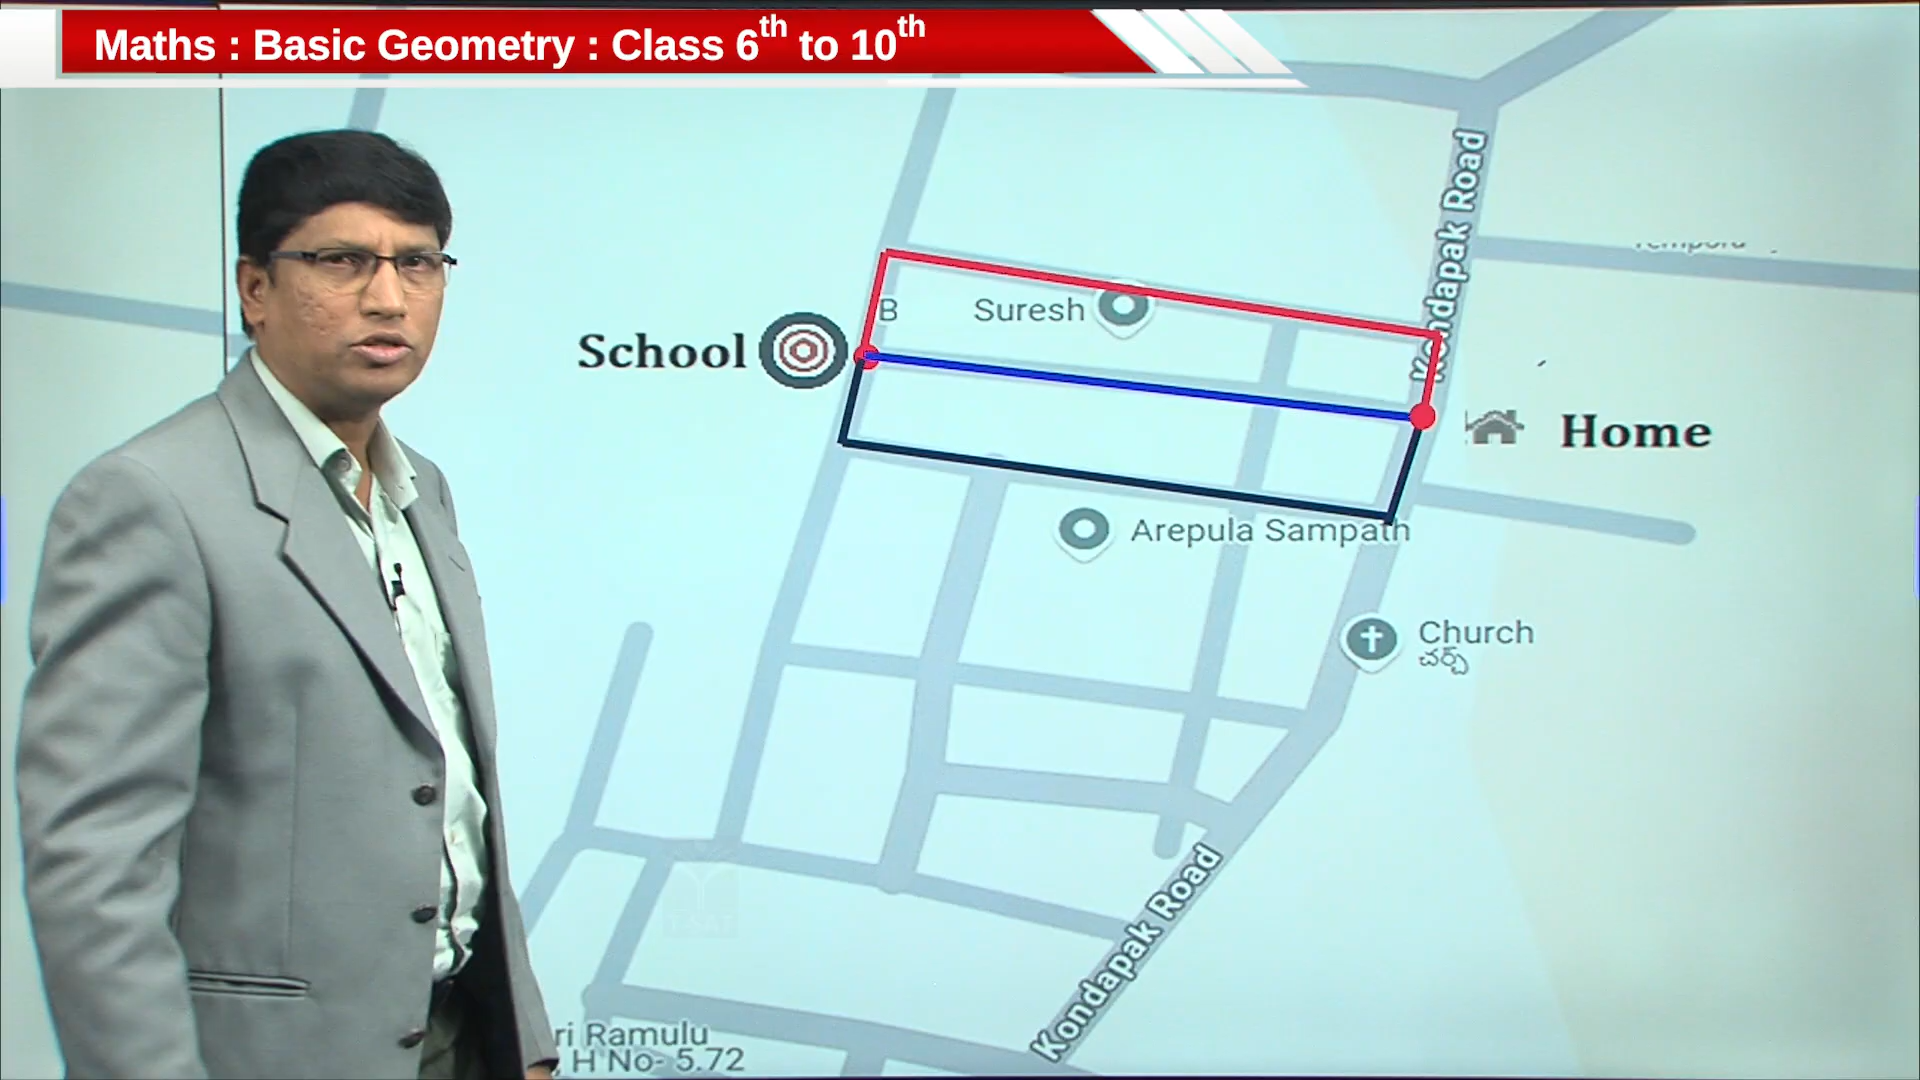 Maths : Basic Geometry : Class 6th to 10th
Kondapak Road
B
Suresh
School
Home
Arepula Sampath
Church
చర్చ్
Kondapak Road
T-SAT
ri Ramulu
, H No- 5.72